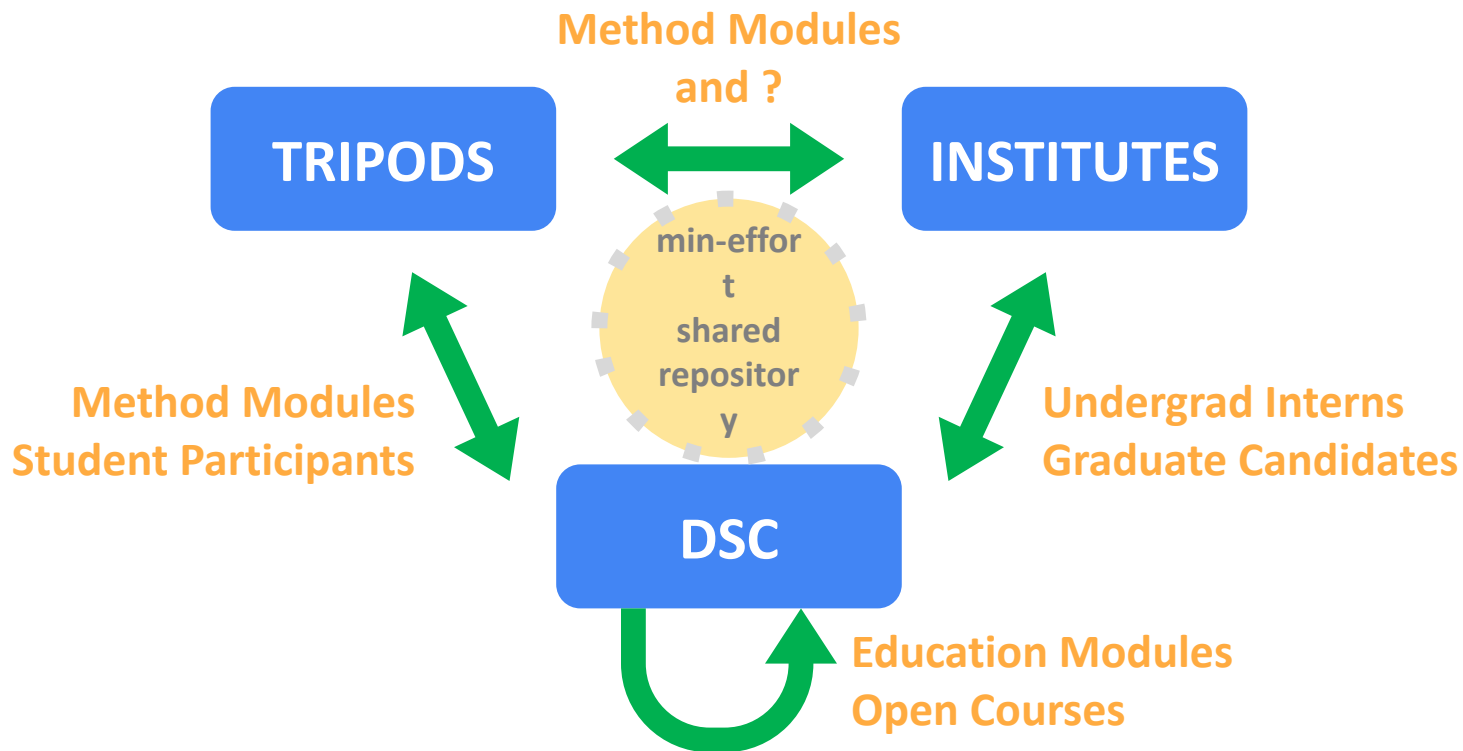 Method Modules
and ?
TRIPODS
INSTITUTES
min-effor
t
shared
repositor
y
Method Modules
Student Participants
Undergrad Interns
Graduate Candidates
DSC
Education Modules
Open Courses